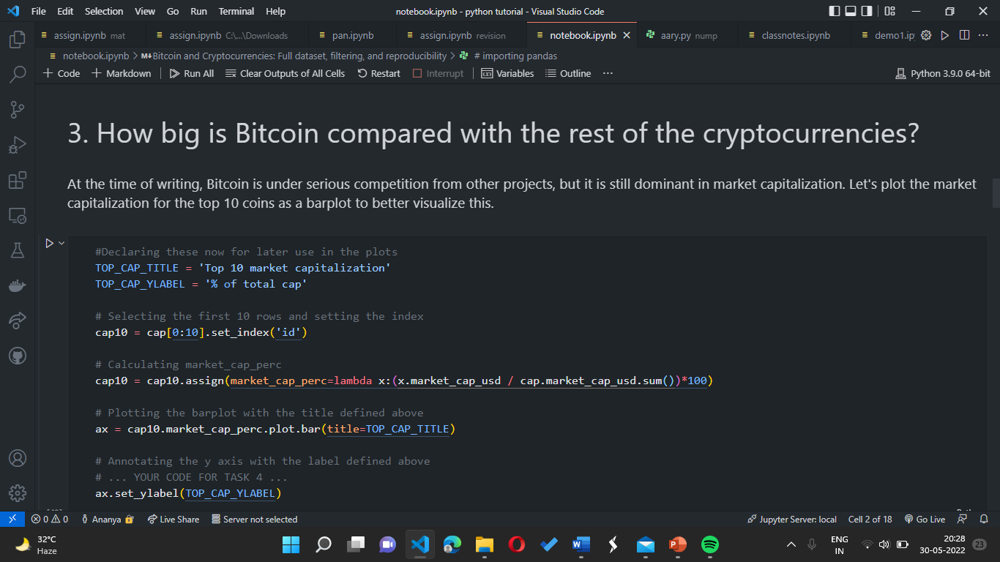 File Edit Selection View Go Run Terminal Help notebook.ipynb - python tutorial - Visual Studio Code
assign.ipynb mat assign.ipynb C:\...\Downloads pan.ipynb assign.ipynb revision notebook.ipynb aary.py nump classnotes.ipynb demo1.ip
notebook.ipynb > M↓Bitcoin and Cryptocurrencies: Full dataset, filtering, and reproducibility > # importing pandas
+ Code + Markdown Run All Clear Outputs of All Cells Restart Interrupt Variables Outline ... Python 3.9.0 64-bit
3. How big is Bitcoin compared with the rest of the cryptocurrencies?
At the time of writing, Bitcoin is under serious competition from other projects, but it is still dominant in market capitalization. Let's plot the market
capitalization for the top 10 coins as a barplot to better visualize this.
#Declaring these now for later use in the plots
TOP_CAP_TITLE = 'Top 10 market capitalization'
TOP_CAP_YLABEL = '% of total cap'
# Selecting the first 10 rows and setting the index
cap10 = cap[0:10].set_index('id')
# Calculating market_cap_perc
cap10 = cap10.assign(market_cap_perc=lambda x:(x.market_cap_usd / cap.market_cap_usd.sum())*100)
# Plotting the barplot with the title defined above
ax = cap10.market_cap_perc.plot.bar(title=TOP_CAP_TITLE)
# Annotating the y axis with the label defined above
# ... YOUR CODE FOR TASK 4 ...
ax.set_ylabel(TOP_CAP_YLABEL)
0 0 Ananya Live Share Server not selected Jupyter Server: local Cell 2 of 18 Go Live
32°C
Haze
ENG
IN
20:28
30-05-2022
23